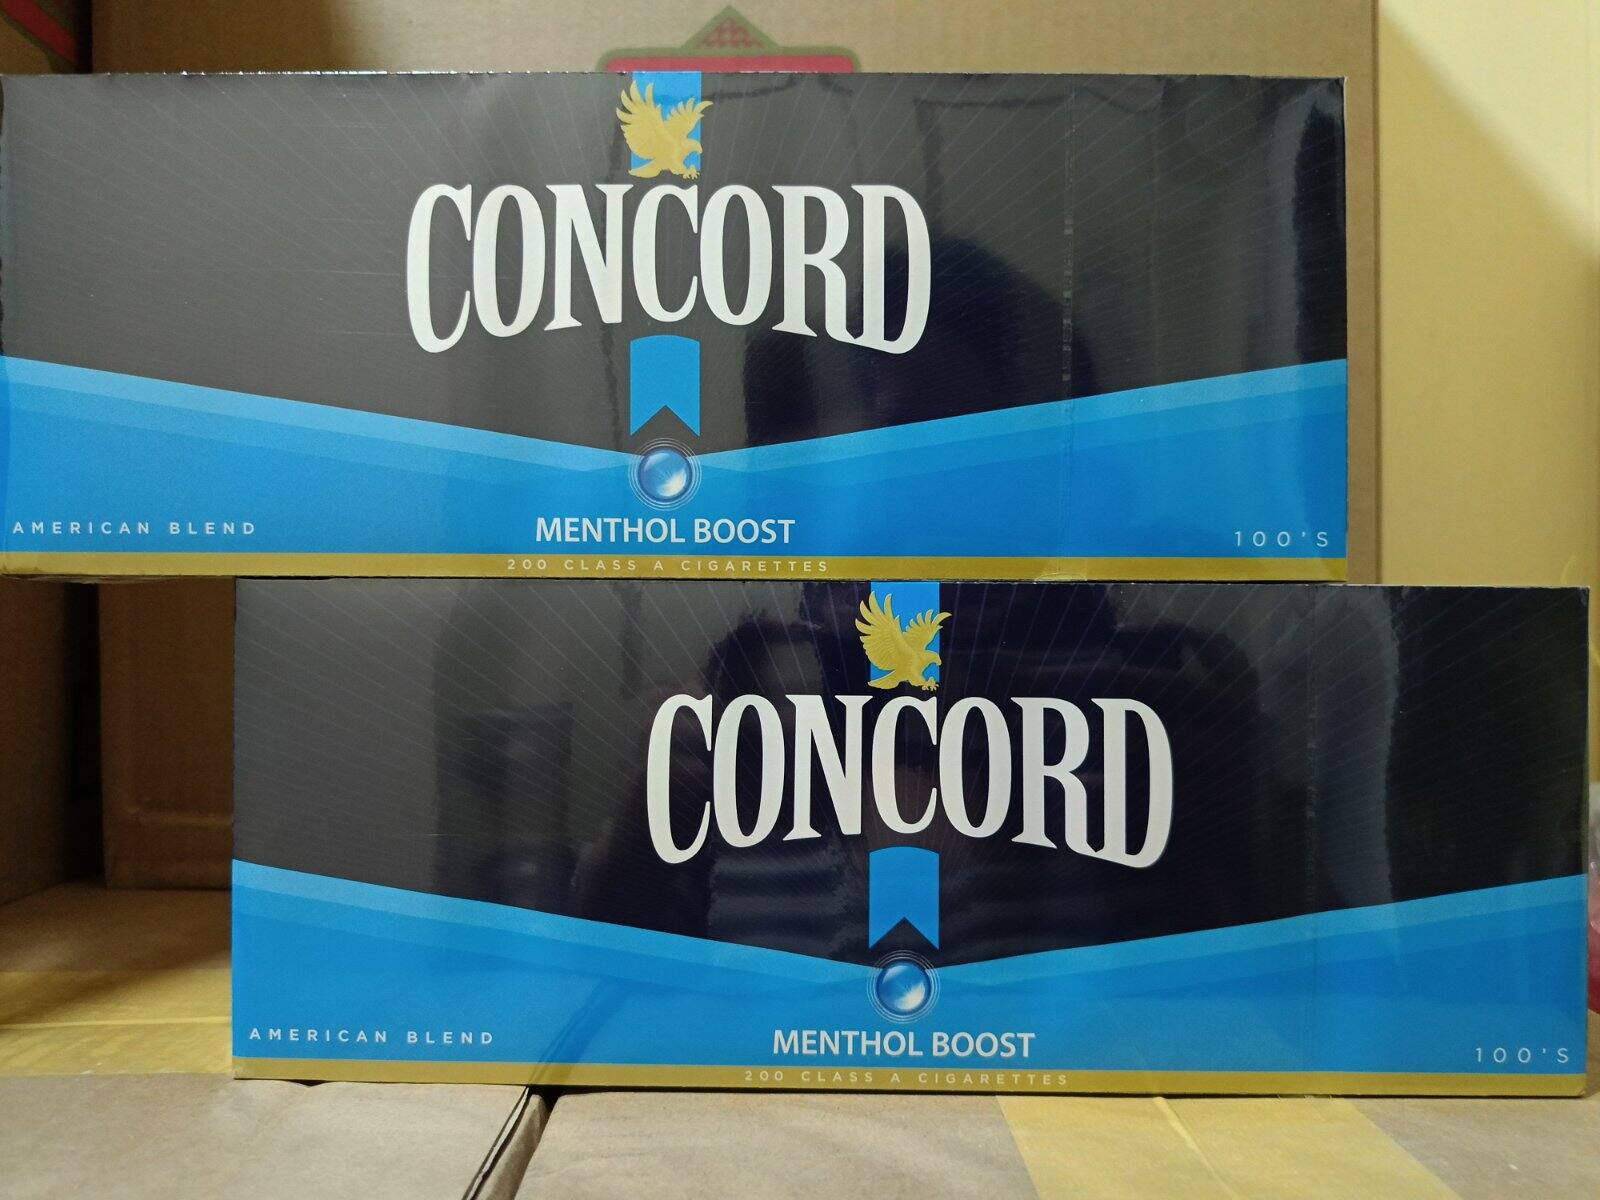 CONCORD
MENTHOL BOOST
AMERICAN BLEND
100'S
200 CLASS A CIGARETTES
CONCORD
MENTHOL BOOST
AMERICAN BLEND
100'S
200 CLASS A CIGARETTES